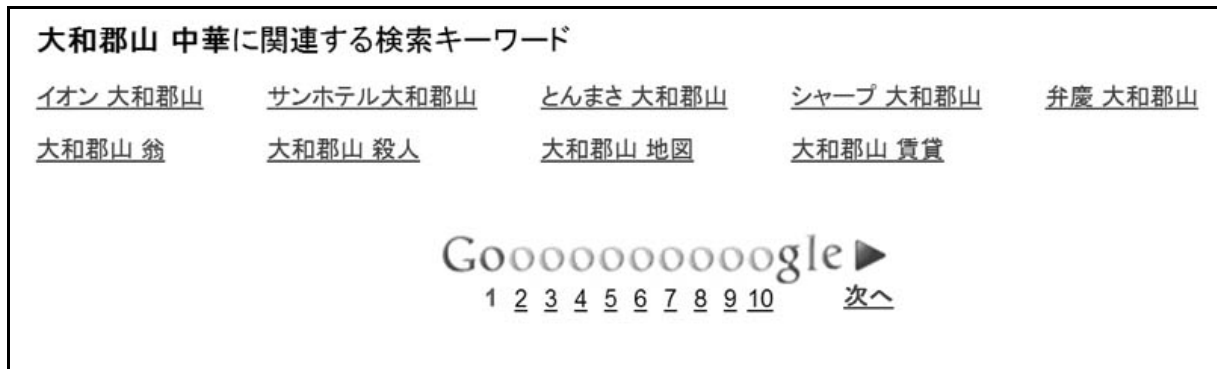 大和郡山 中華に関連する検索キーワード
イオン 大和郡山 サンホテル大和郡山 とんまさ 大和郡山 シャープ 大和郡山 弁慶 大和郡山
大和郡山 翁 大和郡山 殺人 大和郡山 地図 大和郡山 賃貸
Goooooooooogle
1 2 3 4 5 6 7 8 9 10 次へ